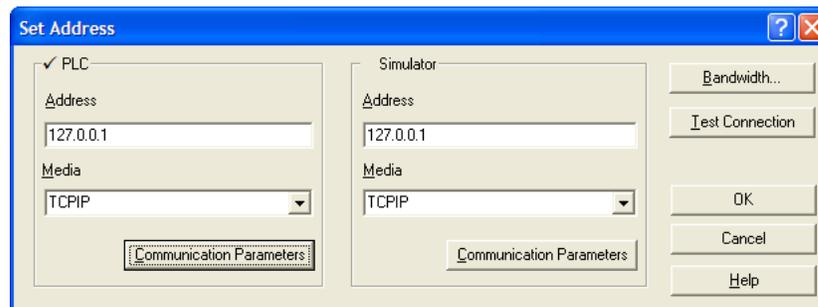 Set Address
✓ PLC
Address
127.0.0.1
Media
TCPIP
Communication Parameters
Simulator
Address
127.0.0.1
Media
TCPIP
Communication Parameters
Bandwidth...
Test Connection
OK
Cancel
Help